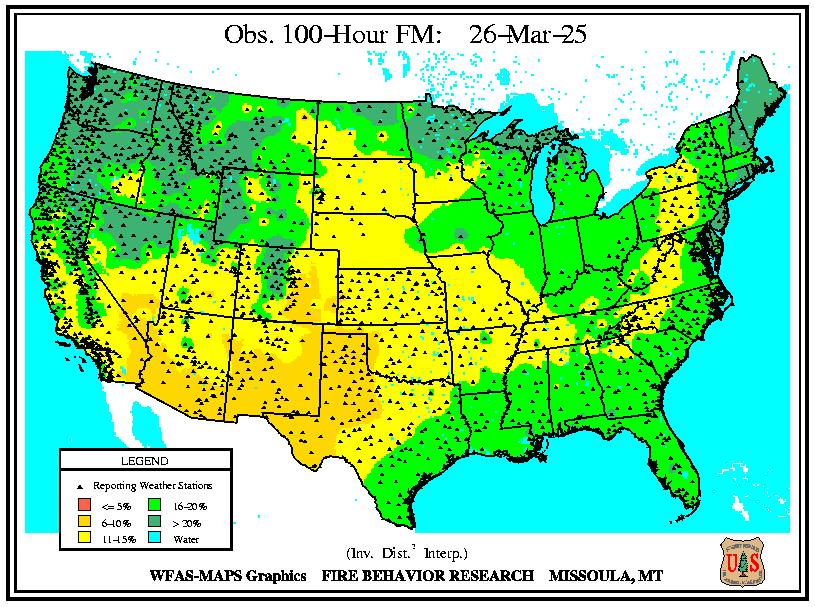 Obs. 100-Hour FM: 26-Mar-25
LEGEND
Reporting Weather Stations
<= 5% 16-20%
6-10% > 20%
11-15% Water
(Inv. Dist.² Interp.)
WFAS-MAPS Graphics FIRE BEHAVIOR RESEARCH MISSOULA, MT
U S